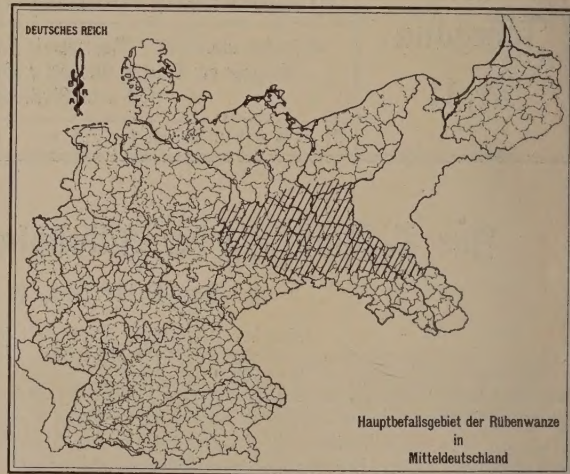 DEUTSCHES REICH
Hauptbefallsgebiet der Rübenwanze
in
Mitteldeutschland